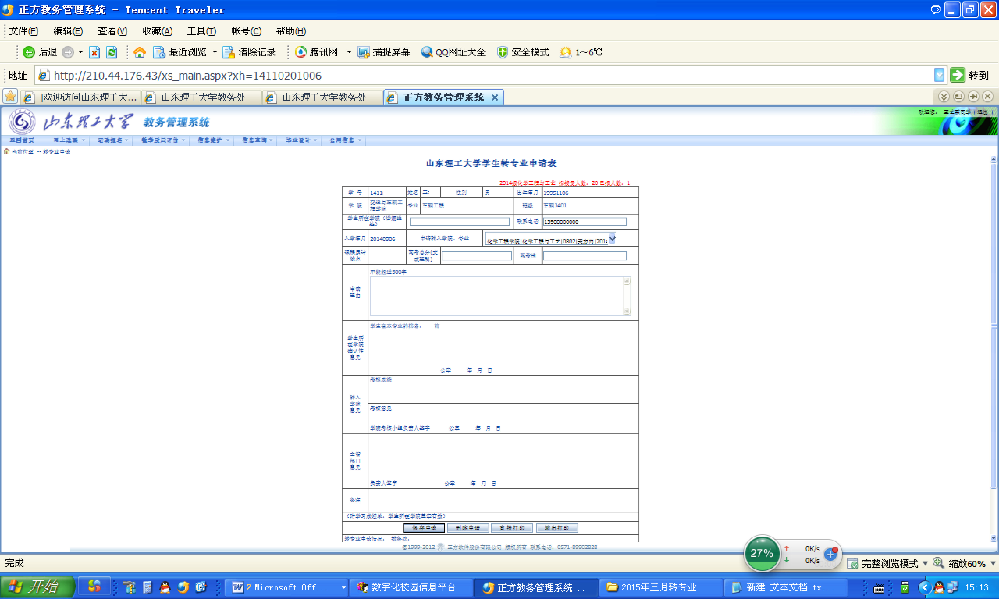 正方教务管理系统 - Tencent Traveler
文件(F) 编辑(E) 查看(V) 收藏(A) 工具(T) 帐号(C) 帮助(H)
后退 最近浏览 清除记录 腾讯网 捕捉屏幕 QQ网址大全 安全模式 1~6℃
地址 http://210.44.176.43/xs_main.aspx?xh=14110201006 转到
|欢迎访问山东理工大... 山东理工大学教务处 山东理工大学教务处 正方教务管理系统
欢迎您： 同学 退出
山东理工大学 教务管理系统
返回首页 网上选课 活动报名 教学质量评价 信息维护 信息查询 毕业设计 公用信息
当前位置 -- 转专业申请
山东理工大学学生转专业申请表
2014级化学工程与工艺 拟接受人数：20 已报人数：1
学 号 1411 姓名 性别 男 出生年月 19951106
学 院 交通与车辆工程学院 专业 车辆工程 班级 车辆1401
学生所在学院（详细地址） 联系电话 13900000000
入学年月 20140906 申请转入学院、专业 化学工程学院|化学工程与工艺|0802|无方向|2014
课程累计绩点 高考总分(文或理科) 高考地
不能超过500字
申请理由
学生在本专业的排名： 前
学生所在学院确认性意见
公章 年 月 日
考核成绩
转入学院意见
考核意见
学院考核小组负责人签字 公章 年 月 日
主管部门意见
负责人签字 公章 年 月 日
备注
（附学习成绩单，学生所在学院盖章有效）
保存申请 删除申请 直接打印 输出打印
转专业申请情况： 教务处：
©1999-2012 正方软件股份有限公司 版权所有 联系电话：0571-89902828
27% 0K/s
0K/s
完成 完整浏览模式 缩放60%
开始 2 Microsoft Off... 数字化校园信息平台 正方教务管理系统... 2015年三月转专业 新建 文本文档.tx... 15:13